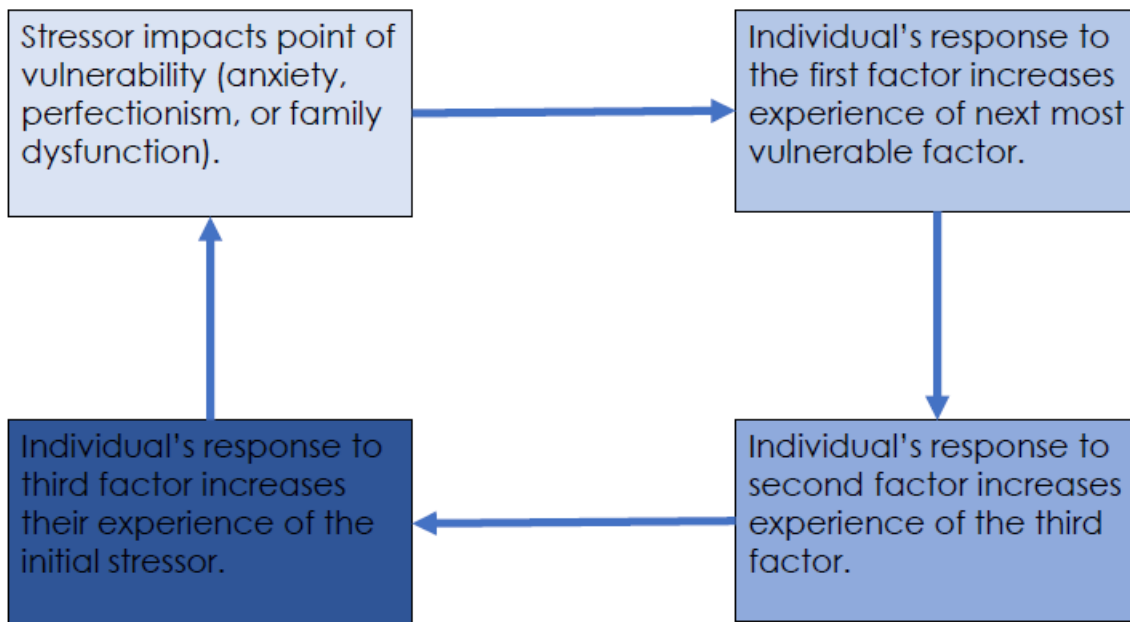 Stressor impacts point of
vulnerability (anxiety,
perfectionism, or family
dysfunction).
Individual’s response to
the first factor increases
experience of next most
vulnerable factor.
Individual’s response to
second factor increases
experience of the third
factor.
Individual’s response to
third factor increases
their experience of the
initial stressor.